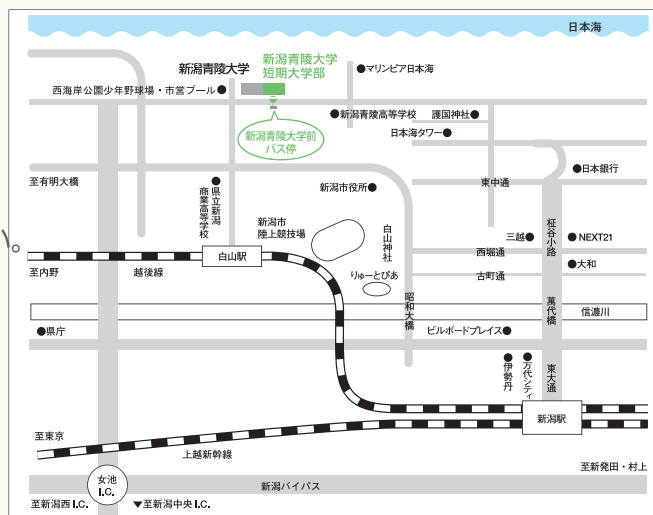 日本海
新潟青陵大学
新潟青陵大学
短期大学部
●マリンピア日本海
西海岸公園少年野球場・市営プール●
●新潟青陵高等学校
護国神社●
日本海タワー●
新潟青陵大学前
バス停
●日本銀行
至有明大橋
●県立新潟
商業高等学校
新潟市役所●
東中通
柾谷小路
新潟市
陸上競技場
白山神社
三越●
●NEXT21
白山駅
西堀通
●大和
至内野
越後線
りゅーとぴあ
古町通
昭和大橋
萬代橋
信濃川
●県庁
ビルボードプレイス●
●伊勢丹
●万代シティ
東大通
新潟駅
至東京
上越新幹線
至新発田・村上
女池
I.C.
新潟バイパス
至新潟西 I.C.
▼至新潟中央 I.C.